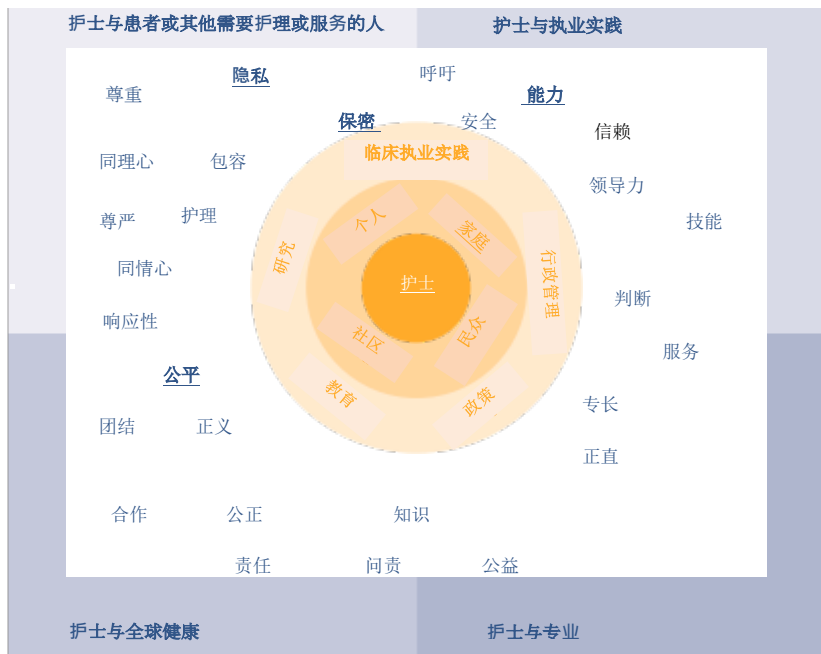 护士与患者或其他需要护理或服务的人
护士与执业实践
呼吁
隐私
尊重
能力
保密
安全
信赖
临床执业实践
同理心
包容
领导力
尊严
护理
个人
家庭
技能
研究
同情心
护士
行政管理
判断
响应性
社区
民众
服务
公平
教育
政策
专长
团结
正义
正直
合作
公正
知识
责任
问责
公益
护士与全球健康
护士与专业